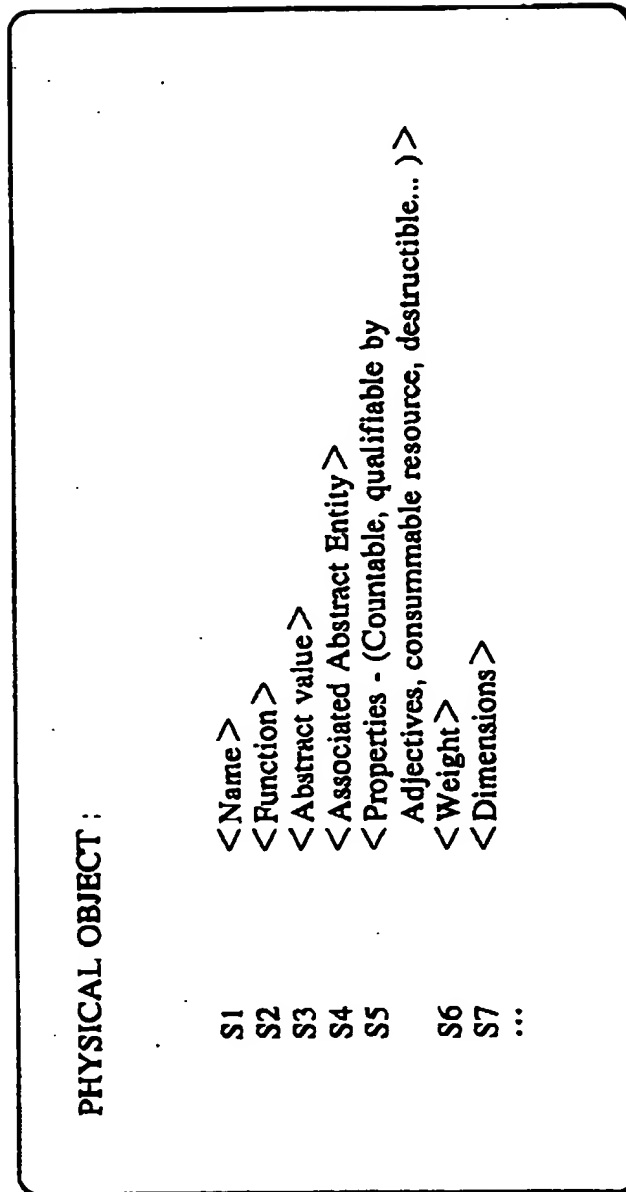 PHYSICAL OBJECT :
S1 <Name>
S2 <Function>
S3 <Abstract value>
S4 <Associated Abstract Entity>
S5 <Properties - (Countable, qualifiable by
Adjectives, consummable resource, destructible... )>
S6 <Weight>
S7 <Dimensions>
...